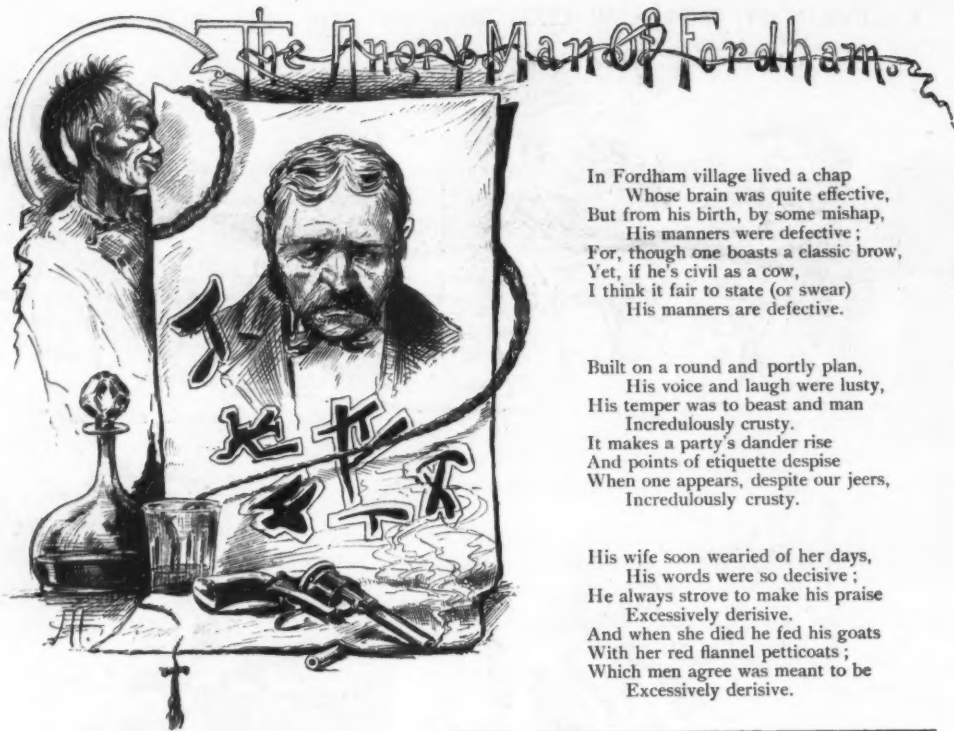 The Angry Man Of Fordham.
In Fordham village lived a chap
Whose brain was quite effective,
But from his birth, by some mishap,
His manners were defective;
For, though one boasts a classic brow,
Yet, if he's civil as a cow,
I think it fair to state (or swear)
His manners are defective.
Built on a round and portly plan,
His voice and laugh were lusty,
His temper was to beast and man
Incredulously crusty.
It makes a party's dander rise
And points of etiquette despise
When one appears, despite our jeers,
Incredulously crusty.
His wife soon wearied of her days,
His words were so decisive;
He always strove to make his praise
Excessively derisive.
And when she died he fed his goats
With her red flannel petticoats;
Which men agree was meant to be
Excessively derisive.